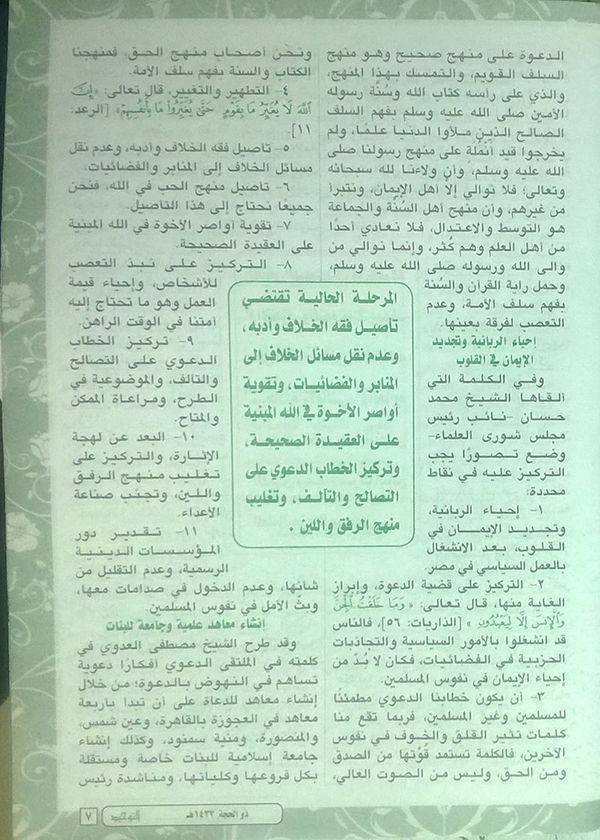 الدعوة على منهج صحيح وهو منهج
السلف القويم، والتمسك بهذا المنهج،
والذي على رأسه كتاب الله وسُنة رسوله
الأمين صلى الله عليه وسلم بفهم السلف
الصالح الذين ملأوا الدنيا علمًا، ولم
يخرجوا قيد أنملة على منهج رسولنا صلى
الله عليه وسلم، وأن ولاءنا لله سبحانه
وتعالى؛ فلا نوالي إلا أهل الإيمان، ونتبرأ
من غيرهم، وأن منهج أهل السُّنَّة والجماعة
هو التوسط والاعتدال، فلا نعادي أحدًا
من أهل العلم وهم كُثر، وإنما نوالي من
والى الله ورسوله صلى الله عليه وسلم،
وحمل راية القرآن والسُّنة
بفهم سلف الأمة، وعدم
التعصب لفرقة بعينها.
إحياء الربانية وتجديد
الإيمان في القلوب
وفي الكلمة التي
ألقاها الشيخ محمد
حسان -نائب رئيس
مجلس شورى العلماء-
وضع تصورًا يجب
التركيز عليه في نقاط
محددة:
١- إحياء الربانية،
وتجديد الإيمان في
القلوب، بعد الانشغال
بالعمل السياسي في مصر.
٢- التركيز على قضية الدعوة، وإبراز
الغاية منها، قال تعالى: «وَمَا خَلَقْتُ الْجِنَّ
وَالْإِنسَ إِلَّا لِيَعْبُدُونِ» [الذاريات: ٥٦]، فالناس
قد انشغلوا بالأمور السياسية والتجاذبات
الحزبية في الفضائيات، فكان لا بُدَّ من
إحياء الإيمان في نفوس المسلمين.
٣- أن يكون خطابنا الدعوي مطمئنًا
للمسلمين وغير المسلمين، فربما تقع منا
كلمات تثير القلق والخوف في نفوس
الآخرين، فالكلمة تستمد قُوَّتها من الصدق
ومن الحق، وليس من الصوت العالي،
المرحلة الحالية تقتضي
تأصيل فقه الخلاف وأدبه،
وعدم نقل مسائل الخلاف إلى
المنابر والفضائيات، وتقوية
أواصر الأخوة في الله المبنية
على العقيدة الصحيحة،
وتركيز الخطاب الدعوي على
التصالح والتآلف، وتغليب
منهج الرفق واللين.
ونحن أصحاب منهج الحق، فمنهجنا
الكتاب والسنة بفهم سلف الأمة.
٤- التطهير والتغيير، قال تعالى: «إِنَّ
اللَّهَ لَا يُغَيِّرُ مَا بِقَوْمٍ حَتَّى يُغَيِّرُوا مَا بِأَنفُسِهِمْ» [الرعد:
١١].
٥- تأصيل فقه الخلاف وأدبه، وعدم نقل
مسائل الخلاف إلى المنابر والفضائيات.
٦- تأصيل منهج الحب في الله، فنحن
جميعًا نحتاج إلى هذا التأصيل.
٧- تقوية أواصر الأخوة في الله المبنية
على العقيدة الصحيحة.
٨- التركيز على نبذ التعصب
للأشخاص، وإحياء قيمة
العمل وهو ما تحتاج إليه
أمتنا في الوقت الراهن.
٩- تركيز الخطاب
الدعوي على التصالح
والتآلف، والموضوعية في
الطرح، ومراعاة الممكن
والمتاح.
١٠- البعد عن لهجة
الإثارة، والتركيز على
تغليب منهج الرفق
واللين، وتجنب صناعة
الأعداء.
١١- تقدير دور
المؤسسات الدينية
الرسمية، وعدم التقليل من
شأنها، وعدم الدخول في صدامات معها،
وبثّ الأمل في نفوس المسلمين.
إنشاء معاهد علمية وجامعة للبنات
وقد طرح الشيخ مصطفى العدوي في
كلمته في الملتقى الدعوي أفكارًا دعوية
تساهم في النهوض بالدعوة؛ من خلال
إنشاء معاهد للدعاة على أن تبدأ بأربعة
معاهد في العجوزة بالقاهرة، وعين شمس،
والمنصورة، ومنية سمنود، وكذلك إنشاء
جامعة إسلامية للبنات خاصة ومستقلة
بكل فروعها وكلياتها، ومناشدة رئيس
ذو الحجة ١٤٣٣هـ
التوحيد
٧